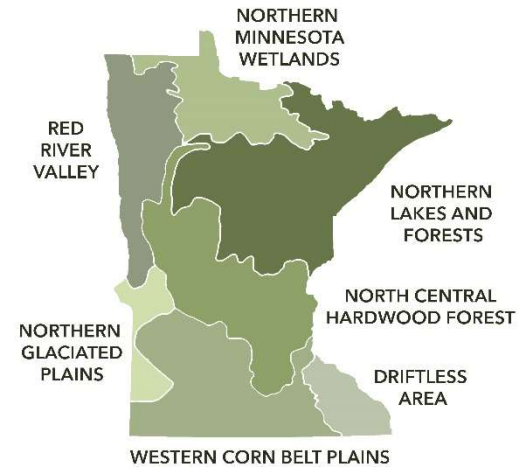 NORTHERN
MINNESOTA
WETLANDS
RED
RIVER
VALLEY
NORTHERN
LAKES AND
FORESTS
NORTH CENTRAL
HARDWOOD FOREST
NORTHERN
GLACIATED
PLAINS
DRIFTLESS
AREA
WESTERN CORN BELT PLAINS